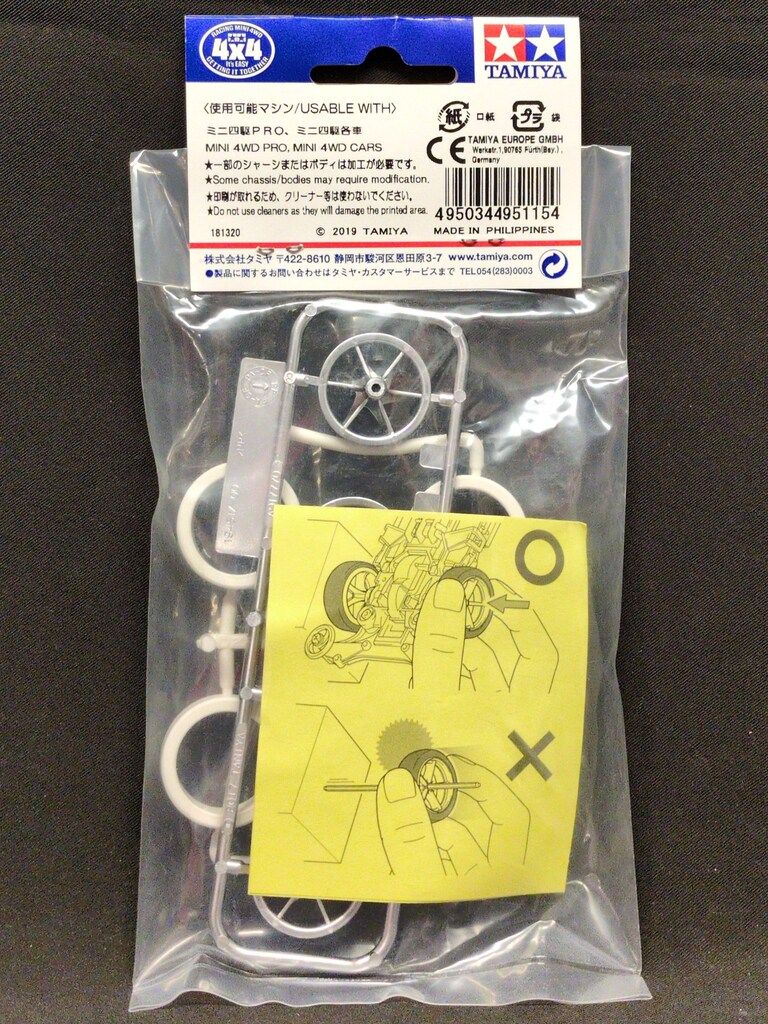 RACING MINI 4WD
4x4
It's EASY
GETTING IT TOGETHER
TAMIYA
〈使用可能マシン/USABLE WITH〉
ミニ四駆PRO、ミニ四駆各車
MINI 4WD PRO, MINI 4WD CARS
★一部のシャーシまたはボディは加工が必要です。
★Some chassis/bodies may require modification.
★印刷が取れるため、クリーナー等は使わないでください。
★Do not use cleaners as they will damage the printed area.
181320
© 2019 TAMIYA
紙 口紙
プラ 袋
CE TAMIYA EUROPE GMBH
Werkstr.1,90765 Fürth(Bay.),
Germany
4950344951154
MADE IN PHILIPPINES
株式会社タミヤ 〒422-8610 静岡市駿河区恩田原3-7 www.tamiya.com
●製品に関するお問い合わせはタミヤ・カスタマーサービスまで TEL054(283)0003